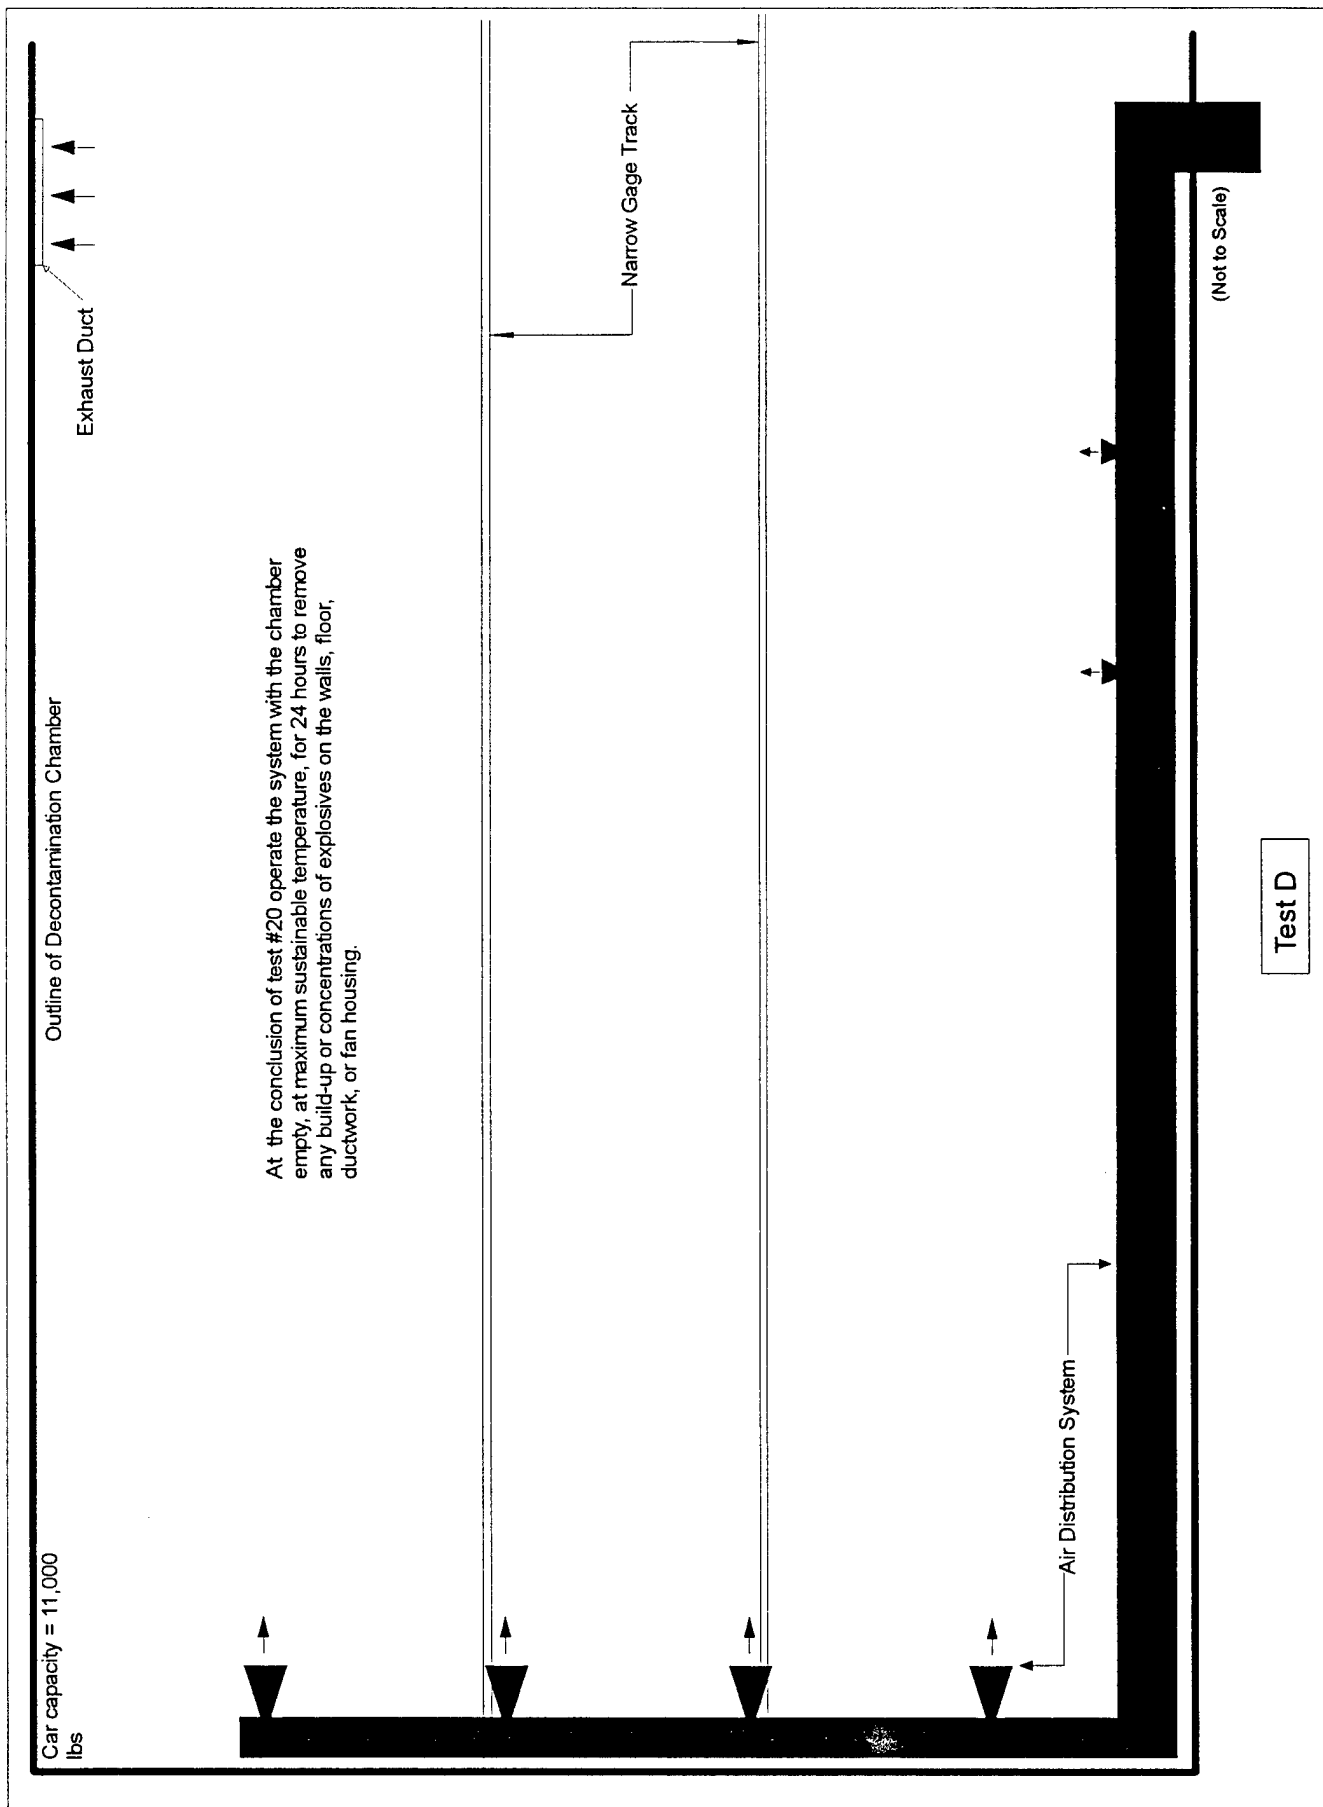 Car capacity = 11,000
lbs
Outline of Decontamination Chamber
Exhaust Duct
At the conclusion of test #20 operate the system with the chamber
empty, at maximum sustainable temperature, for 24 hours to remove
any build-up or concentrations of explosives on the walls, floor,
ductwork, or fan housing.
Narrow Gage Track
Air Distribution System
(Not to Scale)
Test D